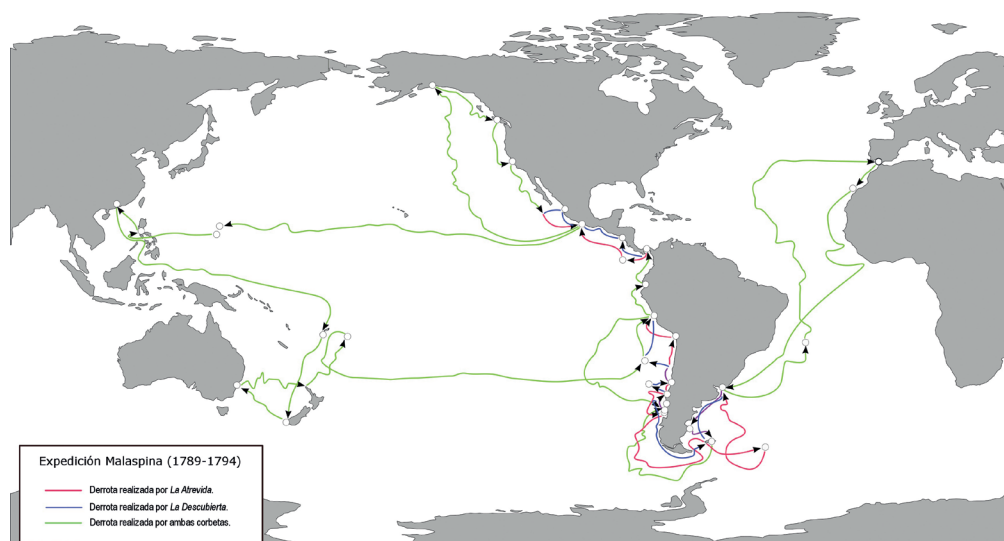 Expedición Malaspina (1789-1794)
Derrota realizada por La Atrevida.
Derrota realizada por La Descubierta.
Derrota realizada por ambas corbetas.